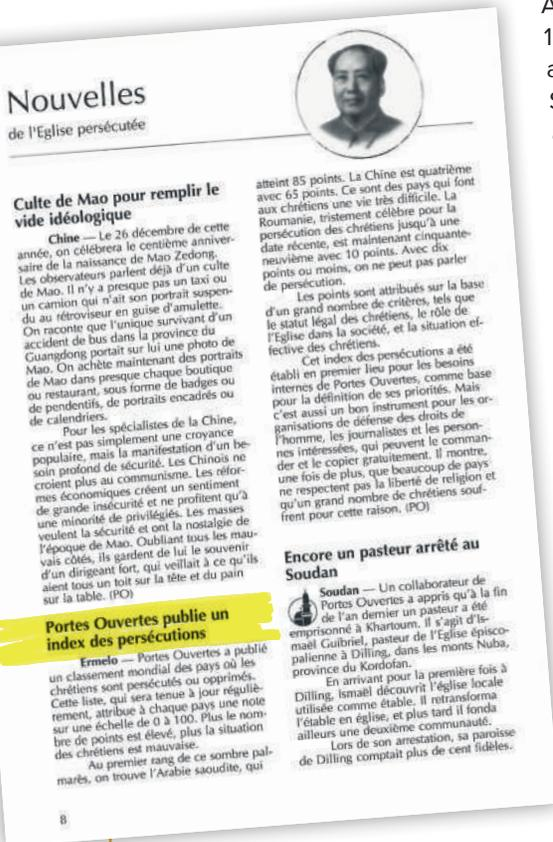 Nouvelles
de l'Eglise persécutée
Culte de Mao pour remplir le
vide idéologique
Chine — Le 26 décembre de cette
année, on célébrera le centième anniver-
saire de la naissance de Mao Zedong.
Les observateurs parlent déjà d'un culte
de Mao. Il n'y a presque pas un taxi ou
un camion qui n'ait son portrait suspen-
du au rétroviseur en guise d'amulette.
On raconte que l'unique survivant d'un
accident de bus dans la province du
Guangdong portait sur lui une photo de
Mao. On achète maintenant des portraits
de Mao dans presque chaque boutique
ou restaurant, sous forme de badges ou
de pendentifs, de portraits encadrés ou
de calendriers.
Pour les spécialistes de la Chine,
ce n'est pas simplement une croyance
populaire, mais la manifestation d'un be-
soin profond de sécurité. Les Chinois ne
croient plus au communisme. Les réfor-
mes économiques créent un sentiment
de grande insécurité et ne profitent qu'à
une minorité de privilégiés. Les masses
veulent la sécurité et ont la nostalgie de
l'époque de Mao. Oubliant tous les mau-
vais côtés, ils gardent de lui le souvenir
d'un dirigeant fort, qui veillait à ce qu'ils
aient tous un toit sur la tête et du pain
sur la table. (PO)
Portes Ouvertes publie un
index des persécutions
Ermelo — Portes Ouvertes a publié
un classement mondial des pays où les
chrétiens sont persécutés ou opprimés.
Cette liste, qui sera tenue à jour réguliè-
rement, attribue à chaque pays une note
sur une échelle de 0 à 100. Plus le nom-
bre de points est élevé, plus la situation
des chrétiens est mauvaise.
Au premier rang de ce sombre pal-
marès, on trouve l'Arabie saoudite, qui
atteint 85 points. La Chine est quatrième
avec 65 points. Ce sont des pays qui font
aux chrétiens une vie très difficile. La
Roumanie, tristement célèbre pour la
persécution des chrétiens jusqu'à une
date récente, est maintenant cinquante-
neuvième avec 10 points. Avec dix
points ou moins, on ne peut pas parler
de persécution.
Les points sont attribués sur la base
d'un grand nombre de critères, tels que
le statut légal des chrétiens, le rôle de
l'Eglise dans la société, et la situation ef-
fective des chrétiens.
Cet index des persécutions a été
établi en premier lieu pour les besoins
internes de Portes Ouvertes, comme base
pour la définition de ses priorités. Mais
c'est aussi un bon instrument pour les or-
ganisations de défense des droits de
l'homme, les journalistes et les person-
nes intéressées, qui peuvent le comman-
der et le copier gratuitement. Il montre,
une fois de plus, que beaucoup de pays
ne respectent pas la liberté de religion et
qu'un grand nombre de chrétiens souf-
frent pour cette raison. (PO)
Encore un pasteur arrêté au
Soudan
Soudan — Un collaborateur de
Portes Ouvertes a appris qu'à la fin
de l'an dernier un pasteur a été
emprisonné à Khartoum. Il s'agit d'Is-
maël Guibriel, pasteur de l'Eglise épisco-
palienne à Dilling, dans les monts Nuba,
province du Kordofan.
En arrivant pour la première fois à
Dilling, Ismaël découvrit l'église locale
utilisée comme étable. Il retransforma
l'étable en église, et plus tard il fonda
ailleurs une deuxième communauté.
Lors de son arrestation, sa paroisse
de Dilling comptait plus de cent fidèles.
8